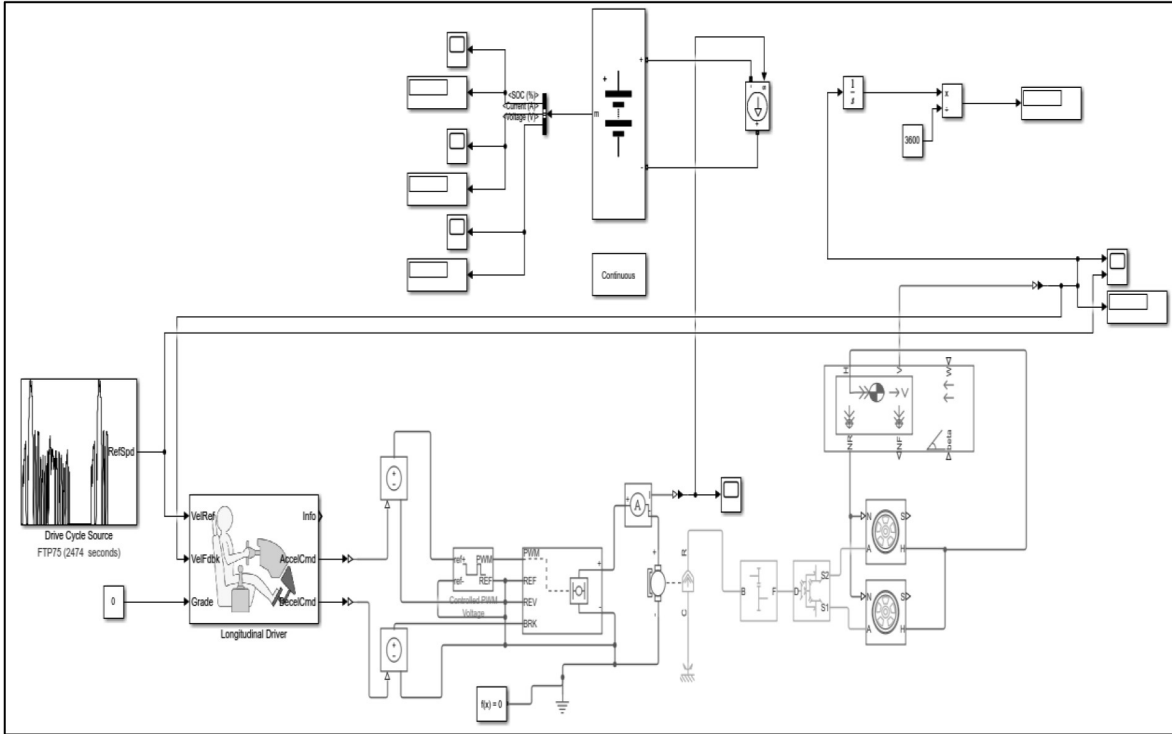 <SOC (%)>
<Current (A)>
<Voltage (V)>
m
+
+
-
1
s
x
÷
3600
Continuous
RefSpd
Drive Cycle Source
FTP75 (2474 seconds)
0
VelRef
Info
VelFdbk
AccelCmd
Grade
DecelCmd
Longitudinal Driver
+
-
+
-
ref+
PWM
ref-
REF
Controlled PWM
Voltage
PWM
REF
REV
BRK
+
-
f(x) = 0
+
A
I
+
-
R
C
B
F
D
S2
S1
H
V
W
V
NR
NF
beta
N
S
A
H
N
S
A
H